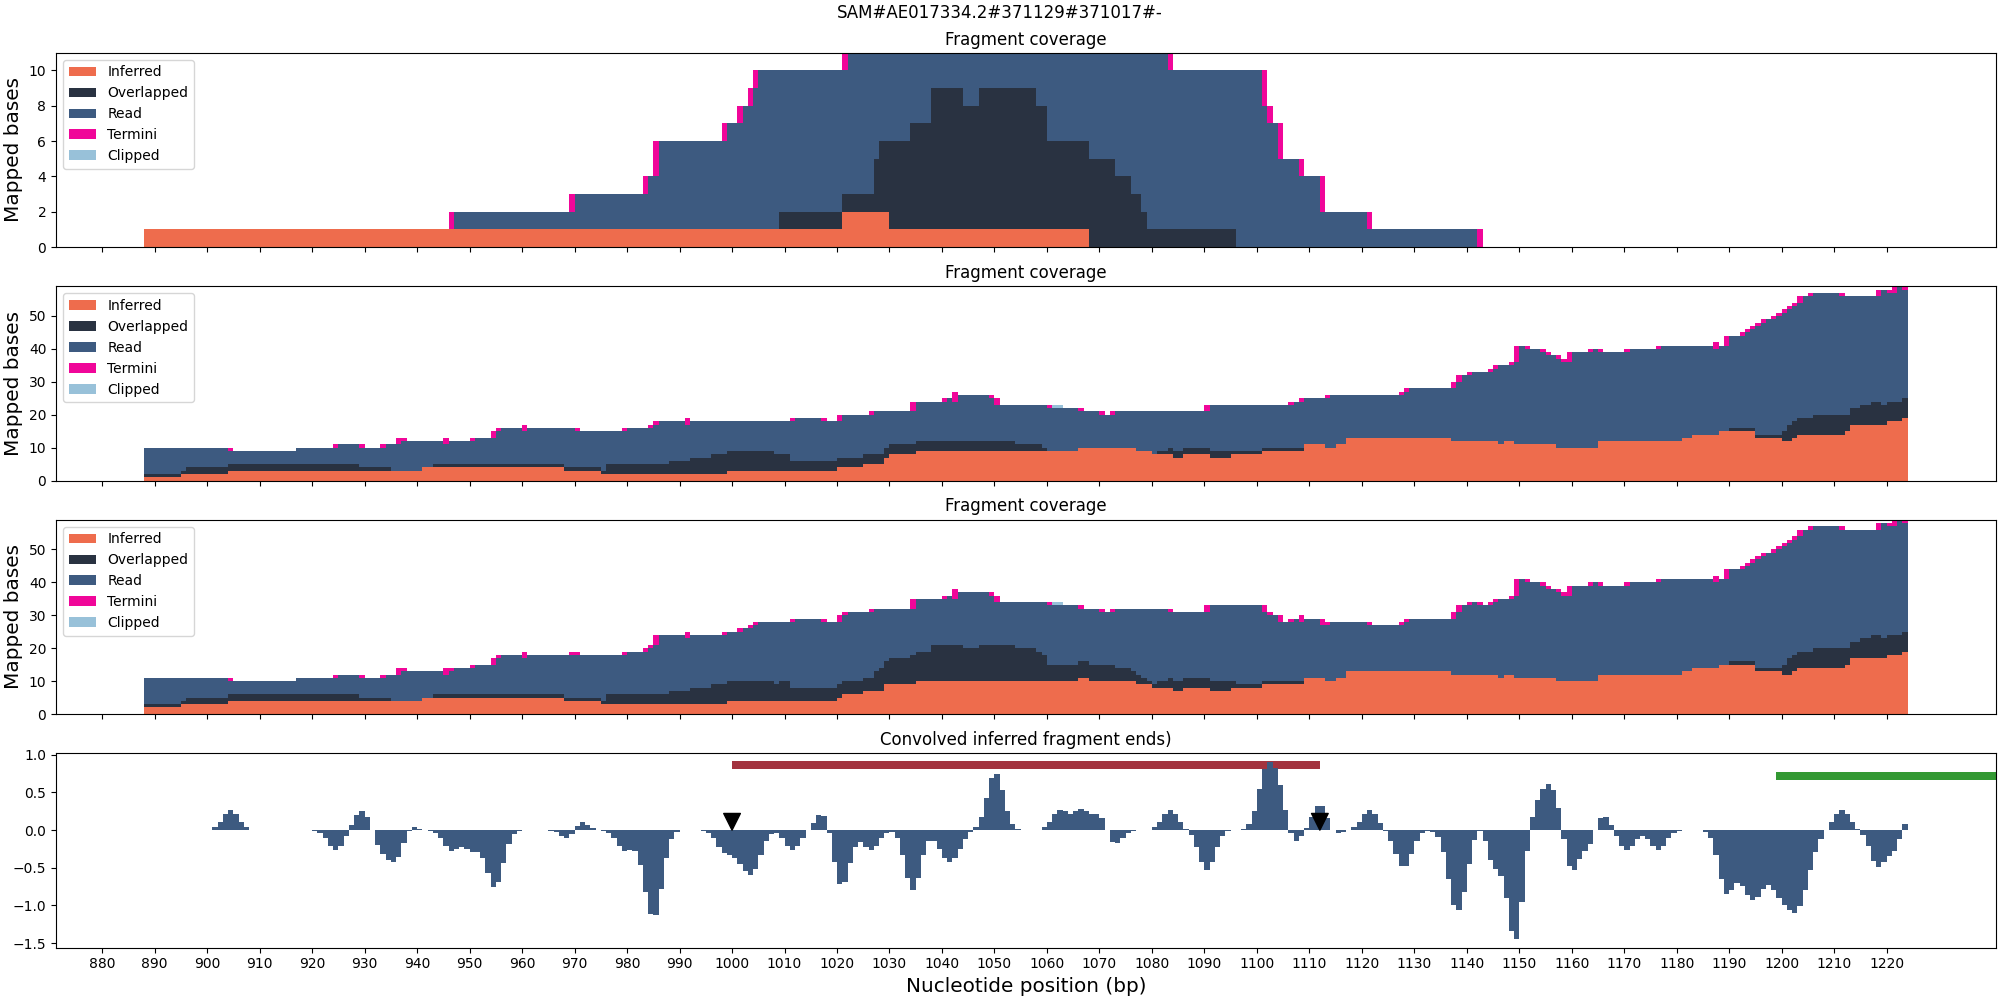 SAM#AE017334.2#371129#371017#-
Fragment coverage
Mapped bases
10
8
6
4
2
0
Inferred
Overlapped
Read
Termini
Clipped
Fragment coverage
Mapped bases
50
40
30
20
10
0
Inferred
Overlapped
Read
Termini
Clipped
Fragment coverage
Mapped bases
50
40
30
20
10
0
Inferred
Overlapped
Read
Termini
Clipped
Convolved inferred fragment ends)
1.0
0.5
0.0
−0.5
−1.0
−1.5
880 890 900 910 920 930 940 950 960 970 980 990 1000 1010 1020 1030 1040 1050 1060 1070 1080 1090 1100 1110 1120 1130 1140 1150 1160 1170 1180 1190 1200 1210 1220
Nucleotide position (bp)